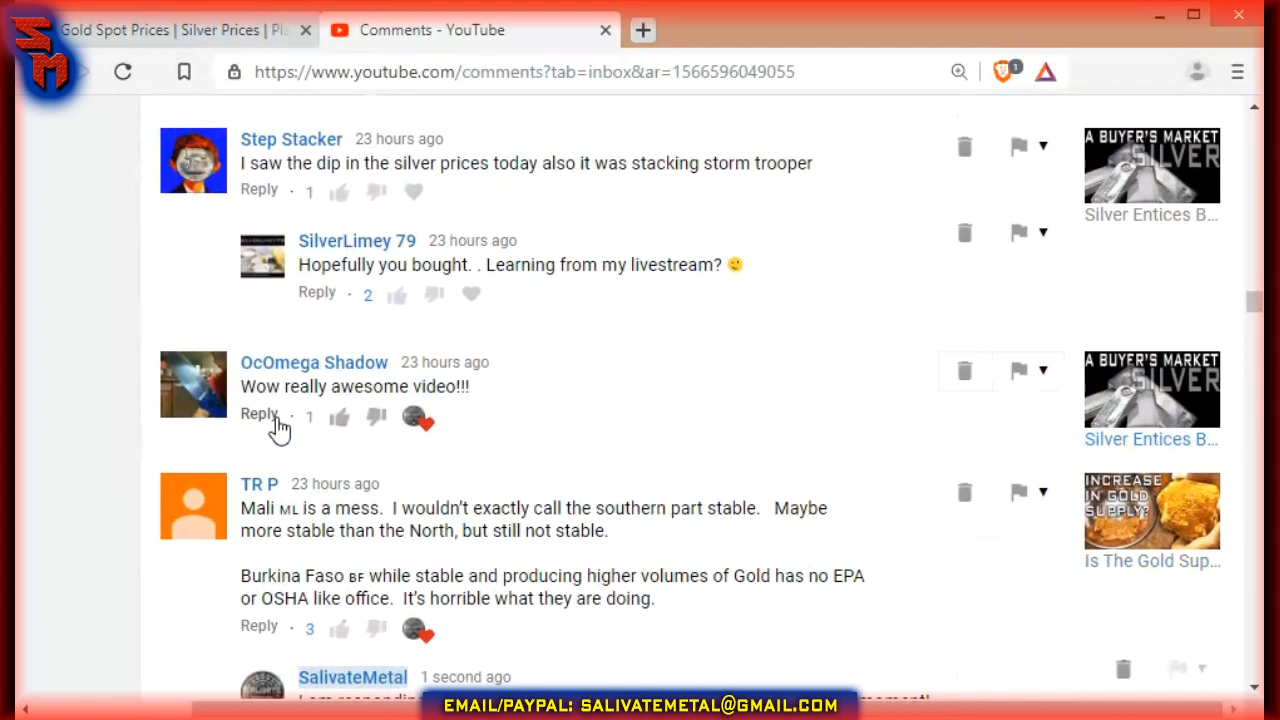 SM
Gold Spot Prices | Silver Prices | Pl
Comments - YouTube
https://www.youtube.com/comments?tab=inbox&ar=1566596049055
1
Step Stacker 23 hours ago
I saw the dip in the silver prices today also it was stacking storm trooper
Reply · 1
A BUYER'S MARKET
SILVER
Silver Entices B...
SilverLimey 79 23 hours ago
Hopefully you bought. . Learning from my livestream?
Reply · 2
OcOmega Shadow 23 hours ago
Wow really awesome video!!!
Reply · 1
A BUYER'S MARKET
SILVER
Silver Entices B...
TR P 23 hours ago
Mali ML is a mess. I wouldn't exactly call the southern part stable. Maybe
more stable than the North, but still not stable.
Burkina Faso BF while stable and producing higher volumes of Gold has no EPA
or OSHA like office. It's horrible what they are doing.
Reply · 3
INCREASE
IN GOLD
SUPPLY?
Is The Gold Sup...
SalivateMetal 1 second ago
EMAIL/PAYPAL: SALIVATEMETAL@GMAIL.COM